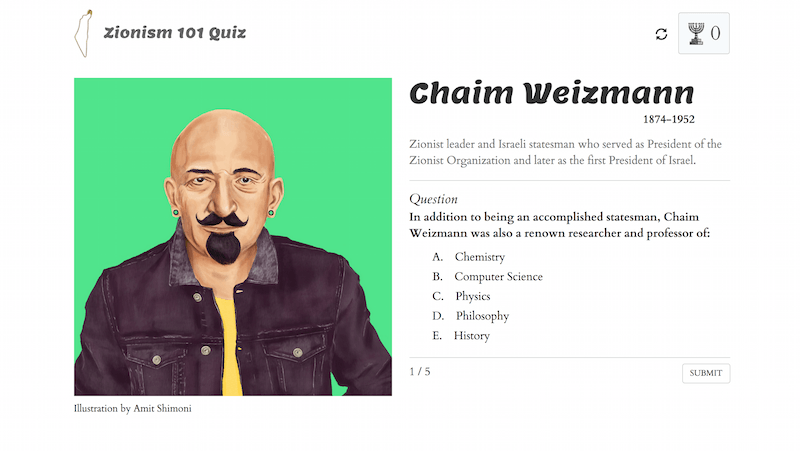 Zionism 101 Quiz
0
Chaim Weizmann
1874–1952
Zionist leader and Israeli statesman who served as President of the
Zionist Organization and later as the first President of Israel.
Question
In addition to being an accomplished statesman, Chaim
Weizmann was also a renown researcher and professor of:
A. Chemistry
B. Computer Science
C. Physics
D. Philosophy
E. History
1 / 5
SUBMIT
Illustration by Amit Shimoni